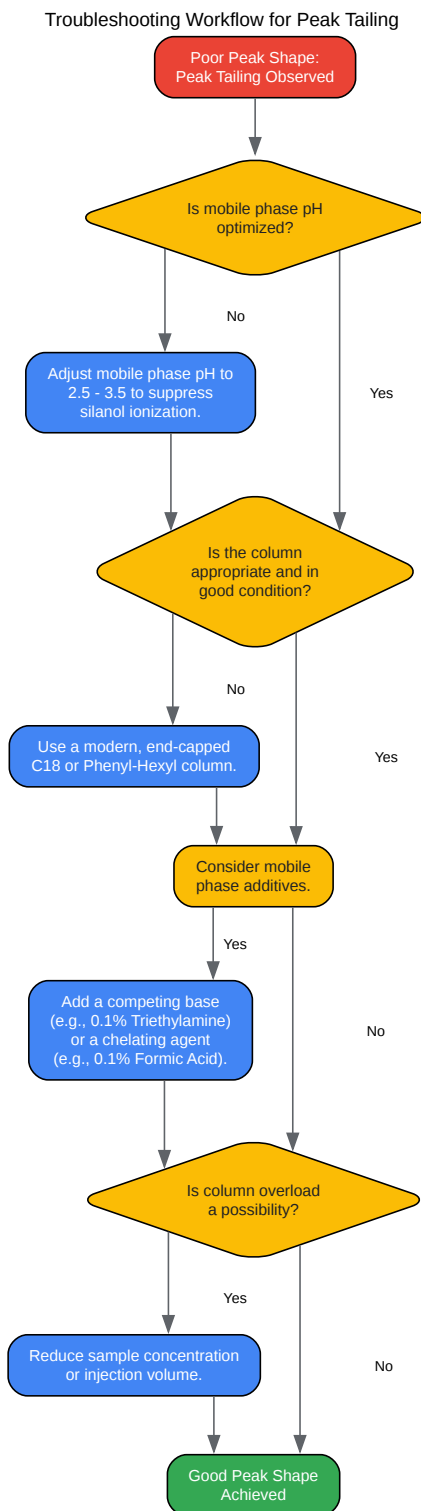 Troubleshooting Workflow for Peak Tailing
Poor Peak Shape:
Peak Tailing Observed
Is mobile phase pH
optimized?
No
Adjust mobile phase pH to
2.5 - 3.5 to suppress
silanol ionization.
Yes
Is the column
appropriate and in
good condition?
No
Use a modern, end-capped
C18 or Phenyl-Hexyl column.
Yes
Consider mobile
phase additives.
Yes
Add a competing base
(e.g., 0.1% Triethylamine)
or a chelating agent
(e.g., 0.1% Formic Acid).
No
Is column overload
a possibility?
Yes
Reduce sample concentration
or injection volume.
No
Good Peak Shape
Achieved